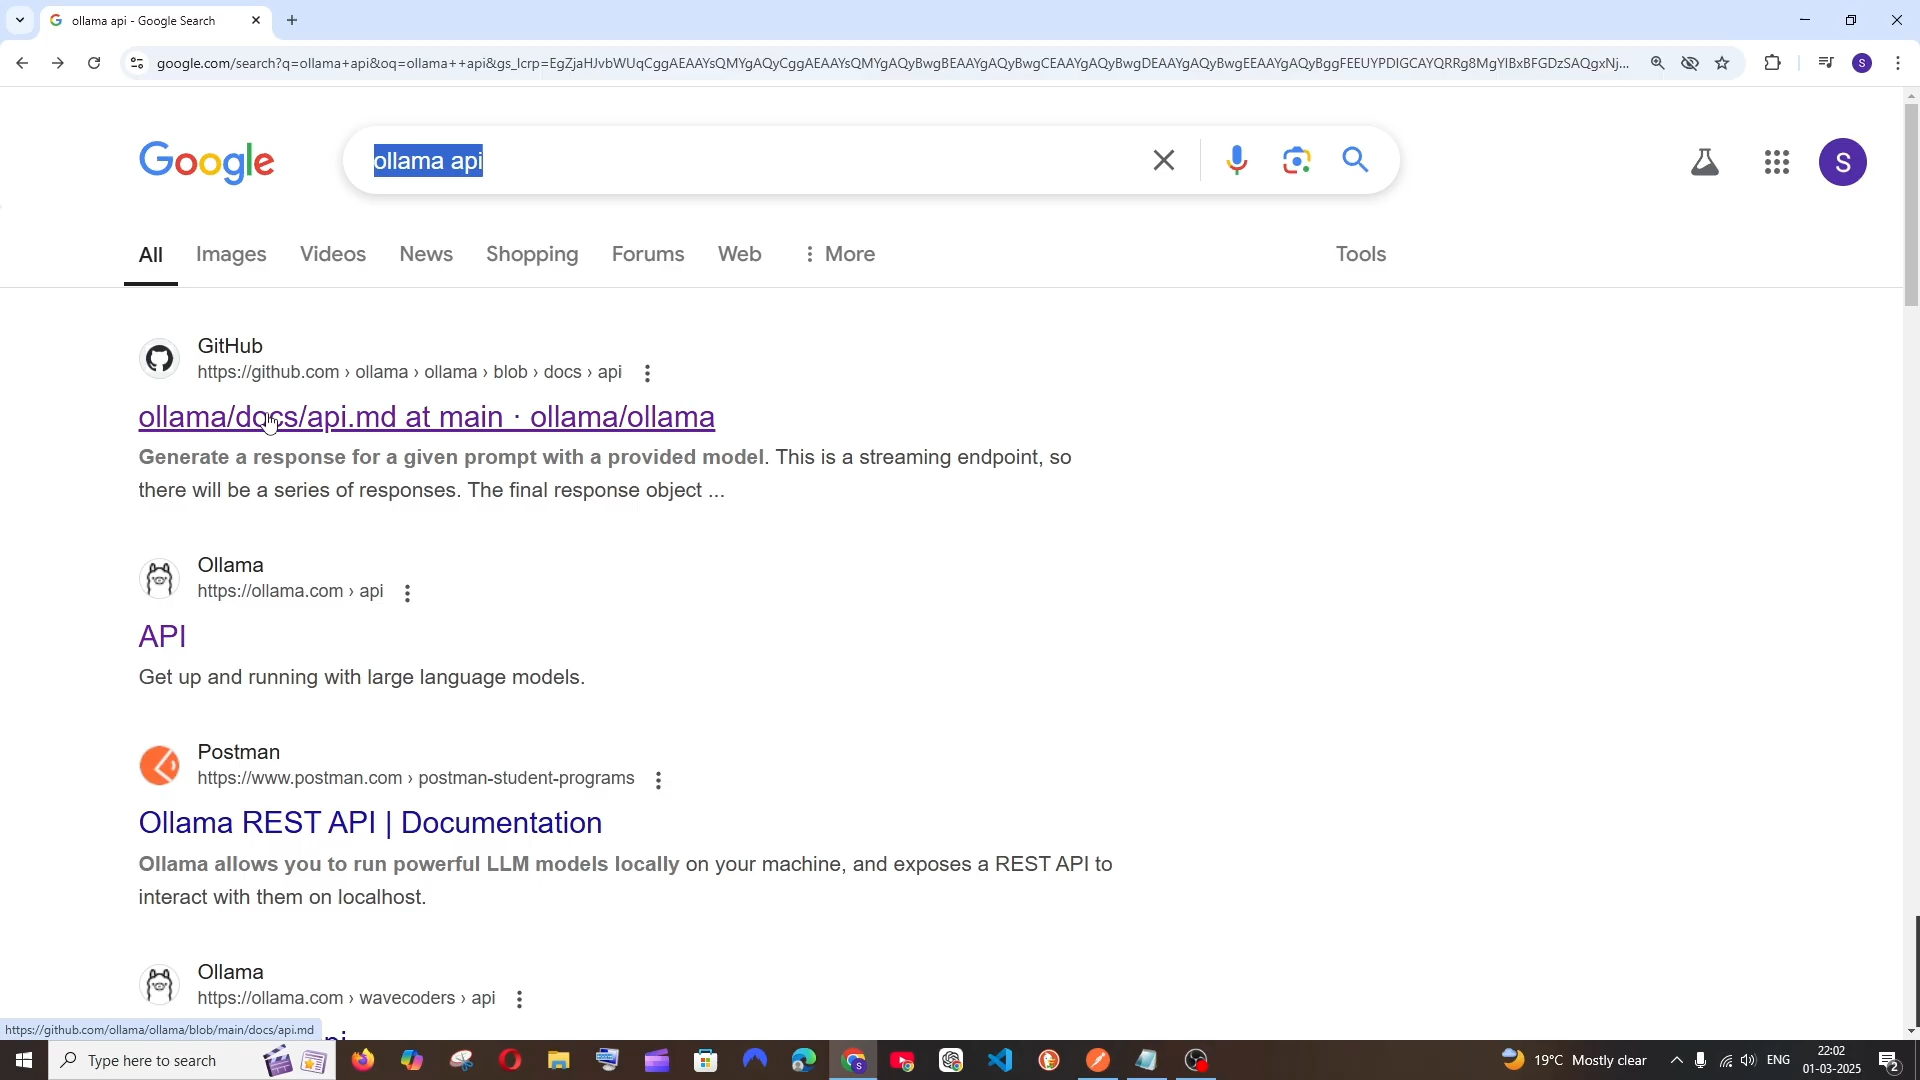 ollama api - Google Search
google.com/search?q=ollama+api&oq=ollama++api&gs_lcrp=EgZjaHJvbWUqCggAEAAYsQMYgAQyCggAEAAYsQMYgAQyBwgBEAAYgAQyBwgCEAAYgAQyBwgDEAAYgAQyBwgEEAAYgAQyBggFEEUYPDIGCAYQRRg8MgYIBxBFGDzSAQgxNj...
S
Google
ollama api
S
All
Images
Videos
News
Shopping
Forums
Web
More
Tools
GitHub
https://github.com › ollama › ollama › blob › docs › api
ollama/docs/api.md at main · ollama/ollama
Generate a response for a given prompt with a provided model. This is a streaming endpoint, so
there will be a series of responses. The final response object ...
Ollama
https://ollama.com › api
API
Get up and running with large language models.
Postman
https://www.postman.com › postman-student-programs
Ollama REST API | Documentation
Ollama allows you to run powerful LLM models locally on your machine, and exposes a REST API to
interact with them on localhost.
Ollama
https://ollama.com › wavecoders › api
https://github.com/ollama/ollama/blob/main/docs/api.md
Type here to search
19°C Mostly clear
ENG
22:02
01-03-2025
2